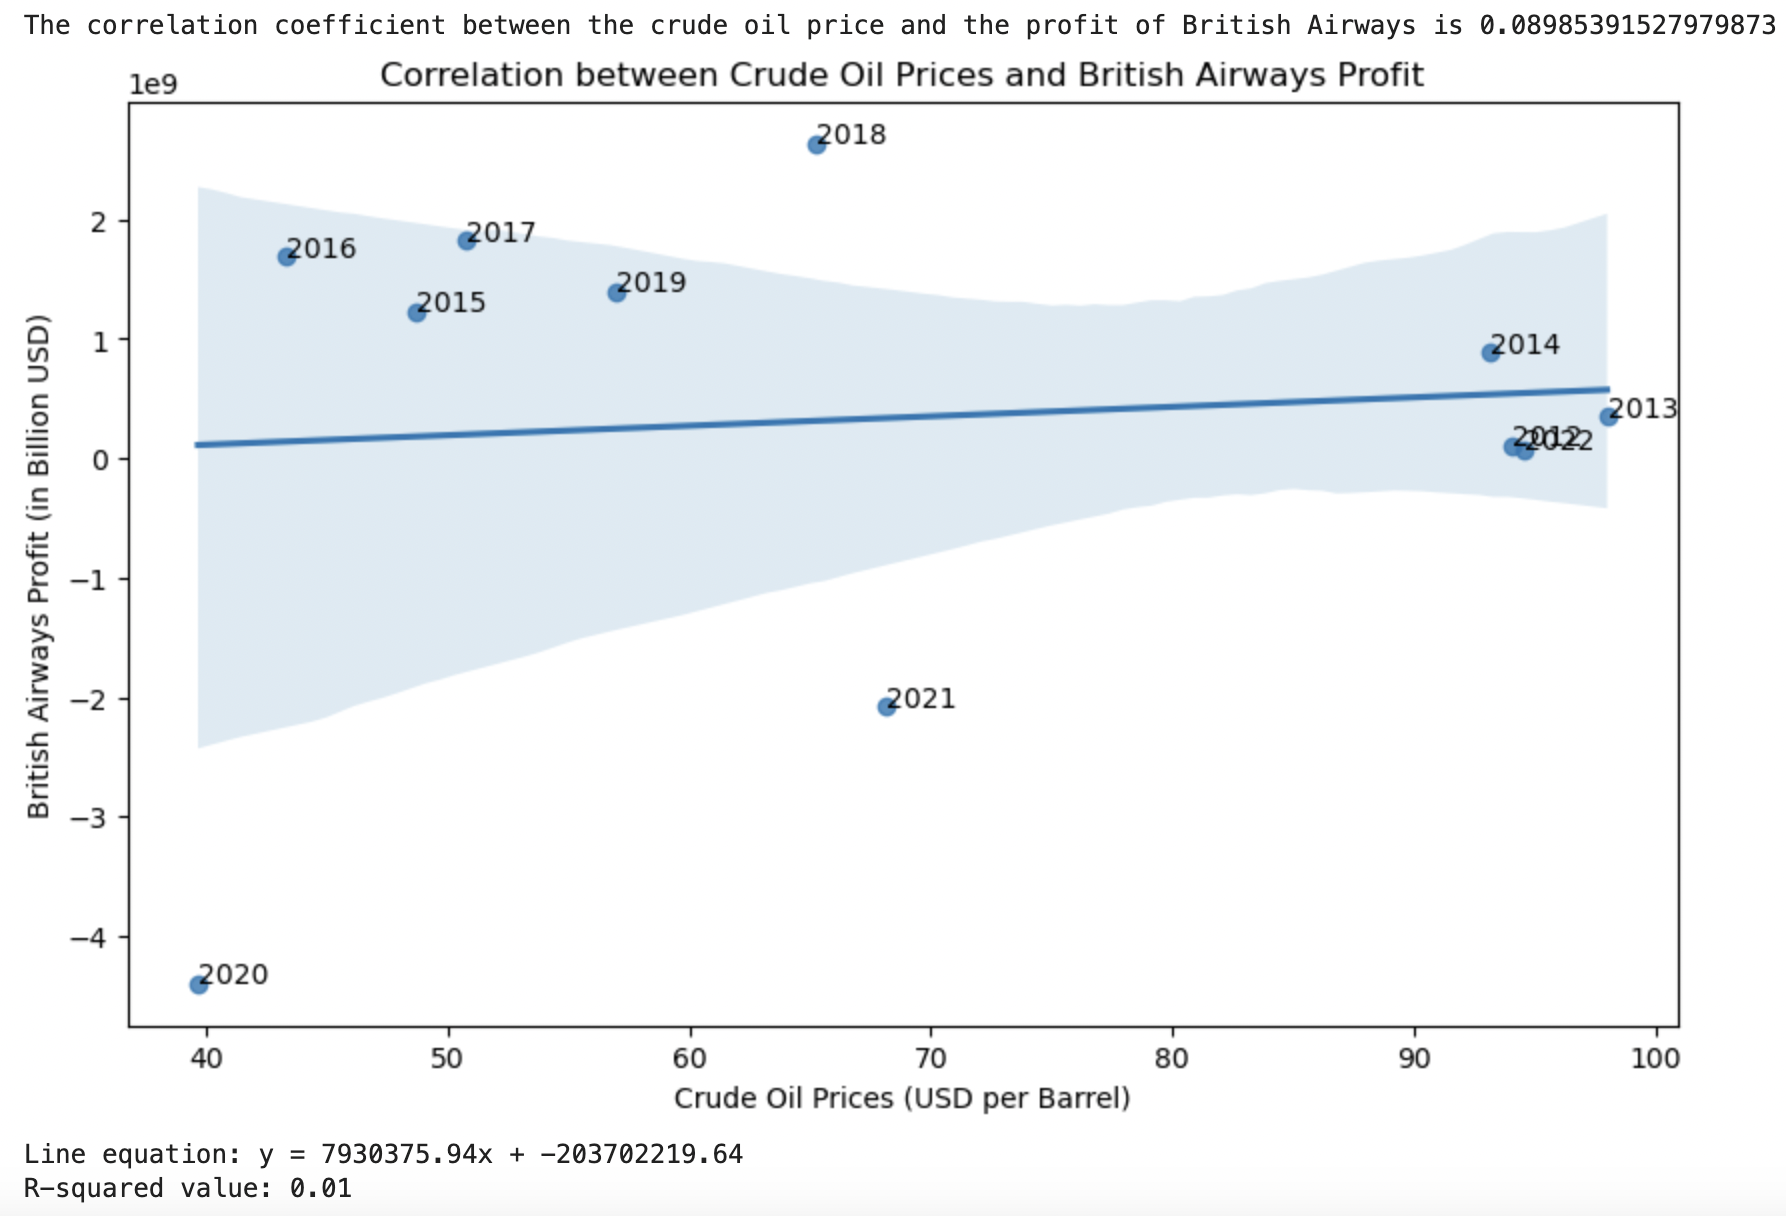 The correlation coefficient between the crude oil price and the profit of British Airways is 0.08985391527979873
Correlation between Crude Oil Prices and British Airways Profit
1e9
British Airways Profit (in Billion USD)
2
1
0
−1
−2
−3
−4
2018
2016
2017
2015
2019
2014
2013
2012
2022
2021
2020
40 50 60 70 80 90 100
Crude Oil Prices (USD per Barrel)
Line equation: y = 7930375.94x + −203702219.64
R−squared value: 0.01